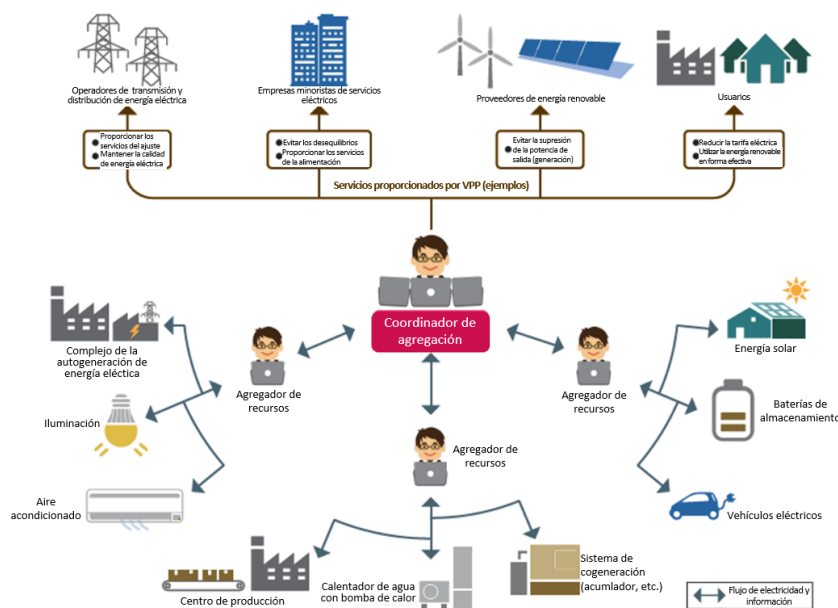 Operadores de transmisión y
distribución de energía eléctrica
Empresas minoristas de servicios
eléctricos
Proveedores de energía renovable
Usuarios
Proporcionar los
servicios del ajuste
Mantener la calidad
de energía eléctrica
Evitar los desequilibrios
Proporcionar los servicios
de la alimentación
Evitar la supresión
de la potencia de
salida (generación)
Reducir la tarifa eléctrica
Utilizar la energía renovable
en forma efectiva
Servicios proporcionados por VPP (ejemplos)
Coordinador de
agregación
Complejo de la
autogeneración de
energía eléctica
Agregador de
recursos
Agregador de
recursos
Energía solar
Iluminación
Baterías de
almacenamiento
Agregador de
recursos
Aire
acondicionado
Vehículos eléctricos
Centro de producción
Calentador de agua
con bomba de calor
Sistema de
cogeneración
(acumlador, etc.)
Flujo de electricidad y
información